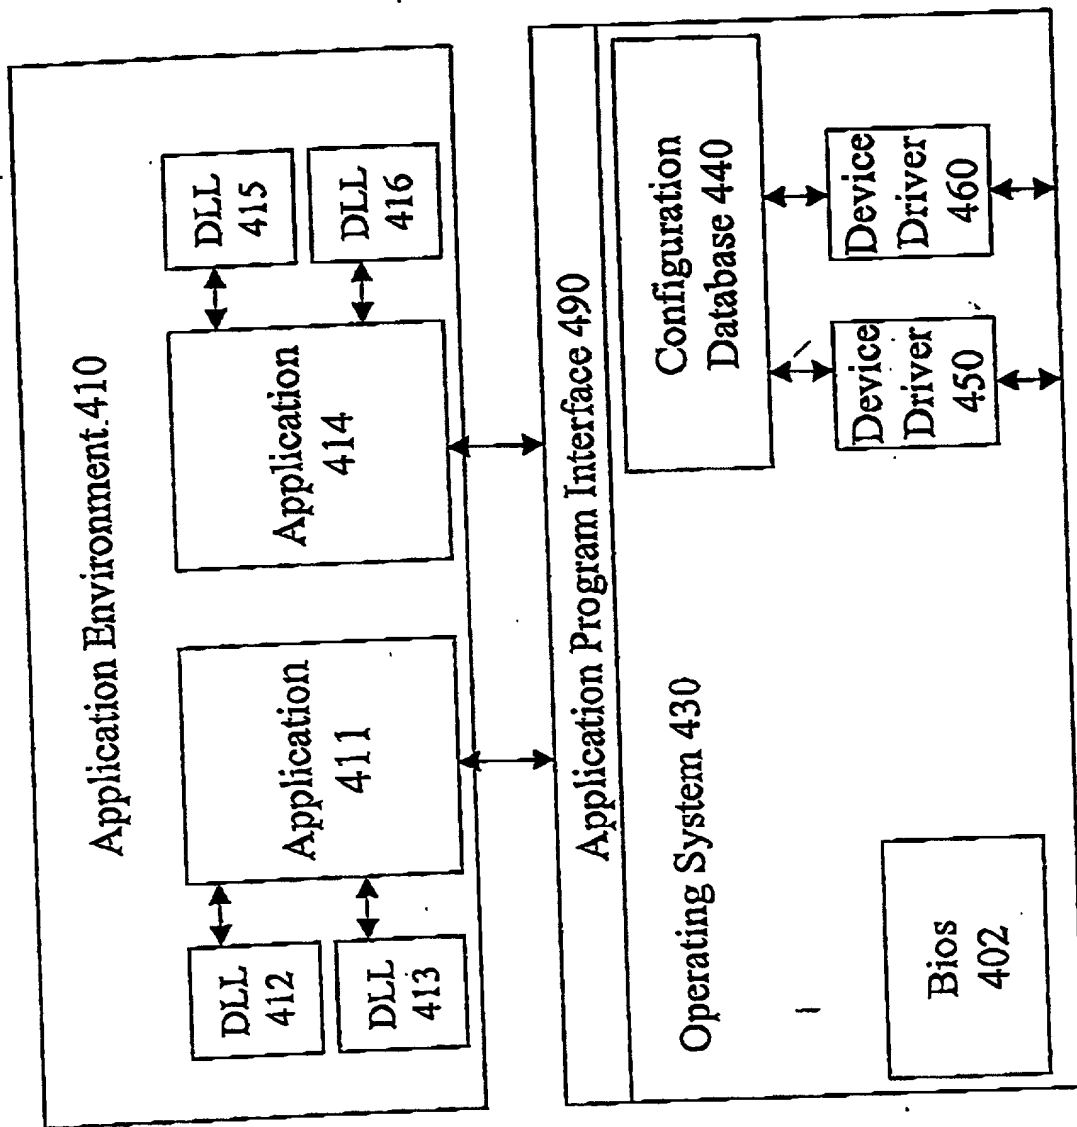 Application Environment 410
DLL
412
DLL
413
Application
411
Application
414
DLL
415
DLL
416
Application Program Interface 490
Operating System 430
Bios
402
Configuration
Database 440
Device
Driver
450
Device
Driver
460